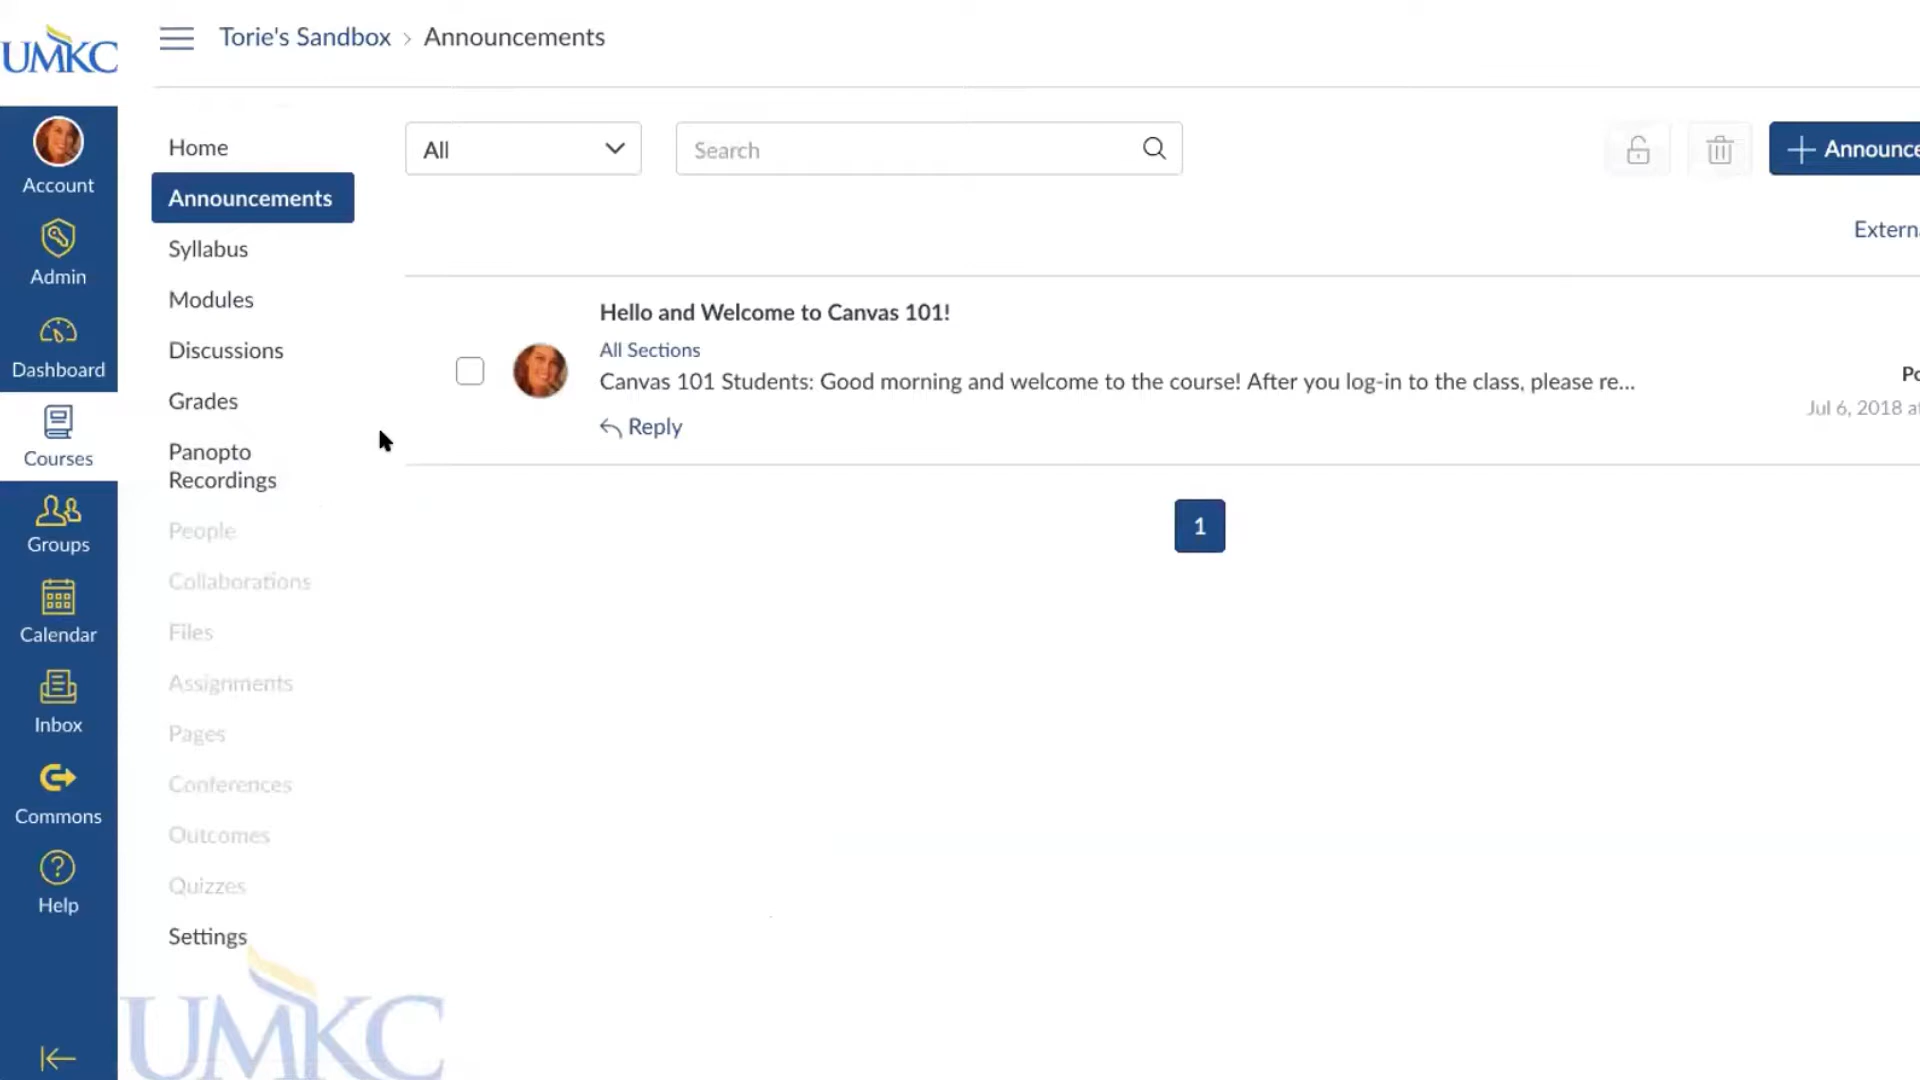 UMKC
Torie's Sandbox > Announcements
Account
Admin
Dashboard
Courses
Groups
Calendar
Inbox
Commons
Help
Home
Announcements
Syllabus
Modules
Discussions
Grades
Panopto
Recordings
People
Collaborations
Files
Assignments
Pages
Conferences
Outcomes
Quizzes
Settings
All
Search
+ Announce
Extern
Hello and Welcome to Canvas 101!
All Sections
Canvas 101 Students: Good morning and welcome to the course! After you log-in to the class, please re...
Reply
Po
Jul 6, 2018 at
1
UMKC